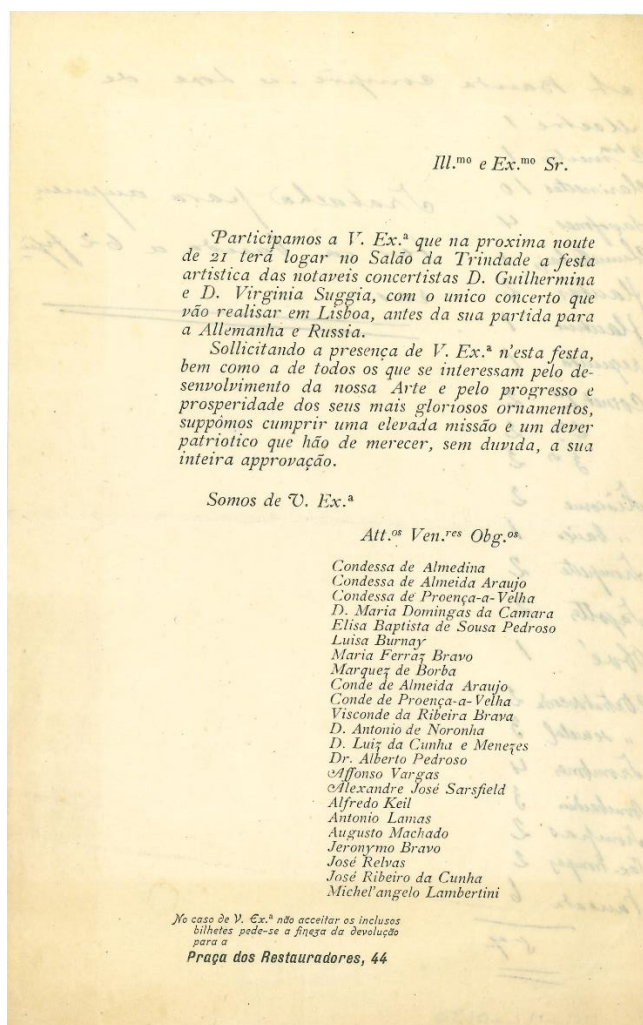 Ill.mo e Ex.mo Sr.
Participamos a V. Ex.a que na proxima noute
de 21 terá logar no Salão da Trindade a festa
artistica das notaveis concertistas D. Guilhermina
e D. Virginia Suggia, com o unico concerto que
vão realisar em Lisboa, antes da sua partida para
a Allemanha e Russia.
Sollicitando a presença de V. Ex.a n'esta festa,
bem como a de todos os que se interessam pelo de-
senvolvimento da nossa Arte e pelo progresso e
prosperidade dos seus mais gloriosos ornamentos,
suppômos cumprir uma elevada missão e um dever
patriotico que hão de merecer, sem duvida, a sua
inteira approvação.
Somos de V. Ex.a
Att.os Ven.res Obg.os
Condessa de Almedina
Condessa de Almeida Araujo
Condessa de Proença-a-Velha
D. Maria Domingas da Camara
Elisa Baptista de Sousa Pedroso
Luisa Burnay
Maria Ferraz Bravo
Marquez de Borba
Conde de Almeida Araujo
Conde de Proença-a-Velha
Visconde da Ribeira Brava
D. Antonio de Noronha
D. Luiz da Cunha e Menezes
Dr. Alberto Pedroso
Affonso Vargas
Alexandre José Sarsfield
Alfredo Keil
Antonio Lamas
Augusto Machado
Jeronymo Bravo
José Relvas
José Ribeiro da Cunha
Michel'angelo Lambertini
No caso de V. Ex.a não acceitar os inclusos
bilhetes pede-se a fineza da devolução
para a
Praça dos Restauradores, 44